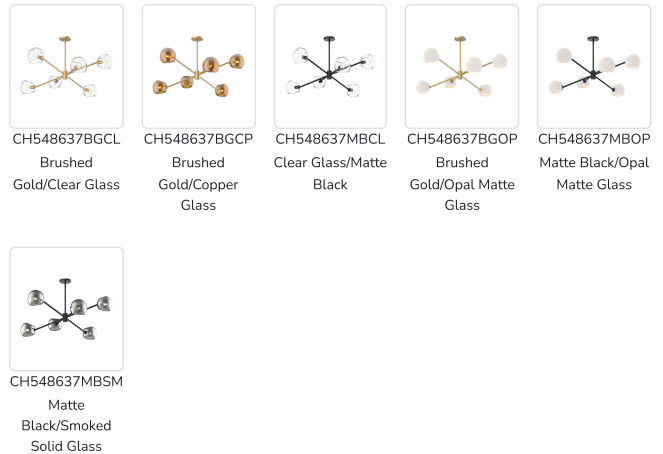 CH548637BGCL
Brushed
Gold/Clear Glass
CH548637BGCP
Brushed
Gold/Copper
Glass
CH548637MBCL
Clear Glass/Matte
Black
CH548637BGOP
Brushed
Gold/Opal Matte
Glass
CH548637MBOP
Matte Black/Opal
Matte Glass
CH548637MBSM
Matte
Black/Smoked
Solid Glass